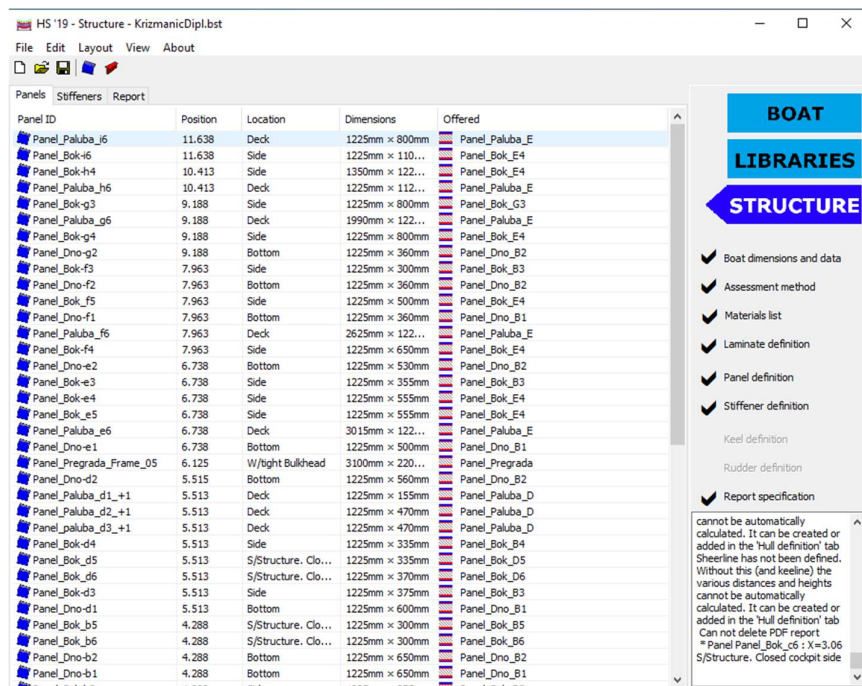 HS '19 - Structure - KrizmanicDipl.bst
File Edit Layout View About
Panels Stiffeners Report
Panel ID Position Location Dimensions Offered
Panel_Paluba_i6 11.638 Deck 1225mm × 800mm Panel_Paluba_E
Panel_Bok-i6 11.638 Side 1225mm × 110... Panel_Bok_E4
Panel_Bok-h4 10.413 Side 1350mm × 122... Panel_Bok_E4
Panel_Paluba_h6 10.413 Deck 1225mm × 112... Panel_Paluba_E
Panel_Bok-g3 9.188 Side 1225mm × 800mm Panel_Bok_G3
Panel_Paluba_g6 9.188 Deck 1990mm × 122... Panel_Paluba_E
Panel_Bok-g4 9.188 Side 1225mm × 800mm Panel_Bok_E4
Panel_Dno-g2 9.188 Bottom 1225mm × 360mm Panel_Dno_B2
Panel_Bok-f3 7.963 Side 1225mm × 300mm Panel_Bok_B3
Panel_Dno-f2 7.963 Bottom 1225mm × 360mm Panel_Dno_B2
Panel_Bok_f5 7.963 Side 1225mm × 500mm Panel_Bok_E4
Panel_Dno-f1 7.963 Bottom 1225mm × 360mm Panel_Dno_B1
Panel_Paluba_f6 7.963 Deck 2625mm × 122... Panel_Paluba_E
Panel_Bok-f4 7.963 Side 1225mm × 650mm Panel_Bok_E4
Panel_Dno-e2 6.738 Bottom 1225mm × 530mm Panel_Dno_B2
Panel_Bok-e3 6.738 Side 1225mm × 355mm Panel_Bok_B3
Panel_Bok-e4 6.738 Side 1225mm × 555mm Panel_Bok_E4
Panel_Bok_e5 6.738 Side 1225mm × 555mm Panel_Bok_E4
Panel_Paluba_e6 6.738 Deck 3015mm × 122... Panel_Paluba_E
Panel_Dno-e1 6.738 Bottom 1225mm × 500mm Panel_Dno_B1
Panel_Pregrada_Frame_05 6.125 W/tight Bulkhead 3100mm × 220... Panel_Pregrada
Panel_Dno-d2 5.515 Bottom 1225mm × 560mm Panel_Dno_B2
Panel_Paluba_d1_+1 5.513 Deck 1225mm × 155mm Panel_Paluba_D
Panel_Paluba_d2_+1 5.513 Deck 1225mm × 470mm Panel_Paluba_D
Panel_paluba_d3_+1 5.513 Deck 1225mm × 470mm Panel_Paluba_D
Panel_Bok-d4 5.513 Side 1225mm × 335mm Panel_Bok_B4
Panel_Bok_d5 5.513 S/Structure. Clo... 1225mm × 335mm Panel_Bok_D5
Panel_Bok_d6 5.513 S/Structure. Clo... 1225mm × 370mm Panel_Bok_D6
Panel_Bok-d3 5.513 Side 1225mm × 375mm Panel_Bok_B3
Panel_Dno-d1 5.513 Bottom 1225mm × 600mm Panel_Dno_B1
Panel_Bok_b5 4.288 S/Structure. Clo... 1225mm × 300mm Panel_Bok_B5
Panel_Bok_b6 4.288 S/Structure. Clo... 1225mm × 300mm Panel_Bok_B6
Panel_Dno-b2 4.288 Bottom 1225mm × 650mm Panel_Dno_B2
Panel_Dno-b1 4.288 Bottom 1225mm × 650mm Panel_Dno_B1
BOAT
LIBRARIES
STRUCTURE
Boat dimensions and data
Assessment method
Materials list
Laminate definition
Panel definition
Stiffener definition
Keel definition
Rudder definition
Report specification
cannot be automatically
calculated. It can be created or
added in the 'Hull definition' tab
Sheerline has not been defined.
Without this (and keeline) the
various distances and heights
cannot be automatically
calculated. It can be created or
added in the 'Hull definition' tab
Can not delete PDF report
* Panel Panel_Bok_c6 : X=3.06
S/Structure. Closed cockpit side